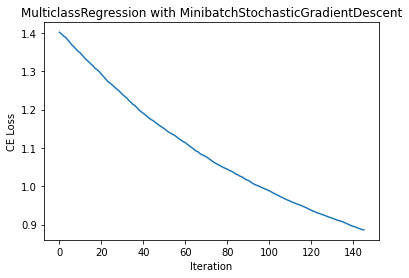 MulticlassRegression with MinibatchStochasticGradientDescent
1.4
1.3
1.2
1.1
1.0
0.9
CE Loss
0 20 40 60 80 100 120 140
Iteration